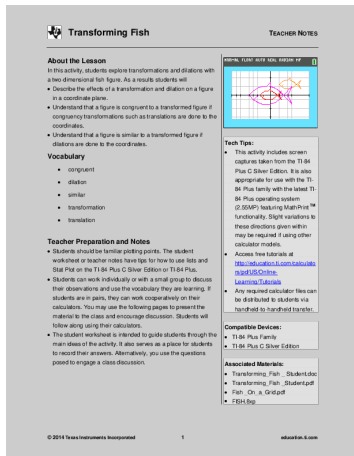 Transforming Fish
TEACHER NOTES
About the Lesson
In this activity, students explore transformations and dilations with
a two dimensional fish figure. As a results students will
• Describe the effects of a transformation and dilation on a figure
in a coordinate plane.
• Understand that a figure is congruent to a transformed figure if
congruency transformations such as translations are done to the
coordinates.
• Understand that a figure is similar to a transformed figure if
dilations are done to the coordinates.
Vocabulary
• congruent
• dilation
• similar
• transformation
• translation
Teacher Preparation and Notes
• Students should be familiar plotting points. The student
worksheet or teacher notes have tips for how to use lists and
Stat Plot on the TI-84 Plus C Silver Edition or TI-84 Plus.
• Students can work individually or with a small group to discuss
their observations and use the vocabulary they are learning. If
students are in pairs, they can work cooperatively on their
calculators. You may use the following pages to present the
material to the class and encourage discussion. Students will
follow along using their calculators.
• The student worksheet is intended to guide students through the
main ideas of the activity. It also serves as a place for students
to record their answers. Alternatively, you use the questions
posed to engage a class discussion.
NORMAL FLOAT AUTO REAL RADIAN MP
Tech Tips:
• This activity includes screen
captures taken from the TI-84
Plus C Silver Edition. It is also
appropriate for use with the TI-
84 Plus family with the latest TI-
84 Plus operating system
(2.55MP) featuring MathPrint™
functionality. Slight variations to
these directions given within
may be required if using other
calculator models.
• Access free tutorials at
http://education.ti.com/calculato
rs/pd/US/Online-
Learning/Tutorials
• Any required calculator files can
be distributed to students via
handheld-to-handheld transfer.
Compatible Devices:
• TI-84 Plus Family
• TI-84 Plus C Silver Edition
Associated Materials:
• Transforming_Fish _ Student.doc
• Transforming_Fish _Student.pdf
• Fish _On _a Grid.pdf
• FISH.8xp
© 2014 Texas Instruments Incorporated
1
education.ti.com